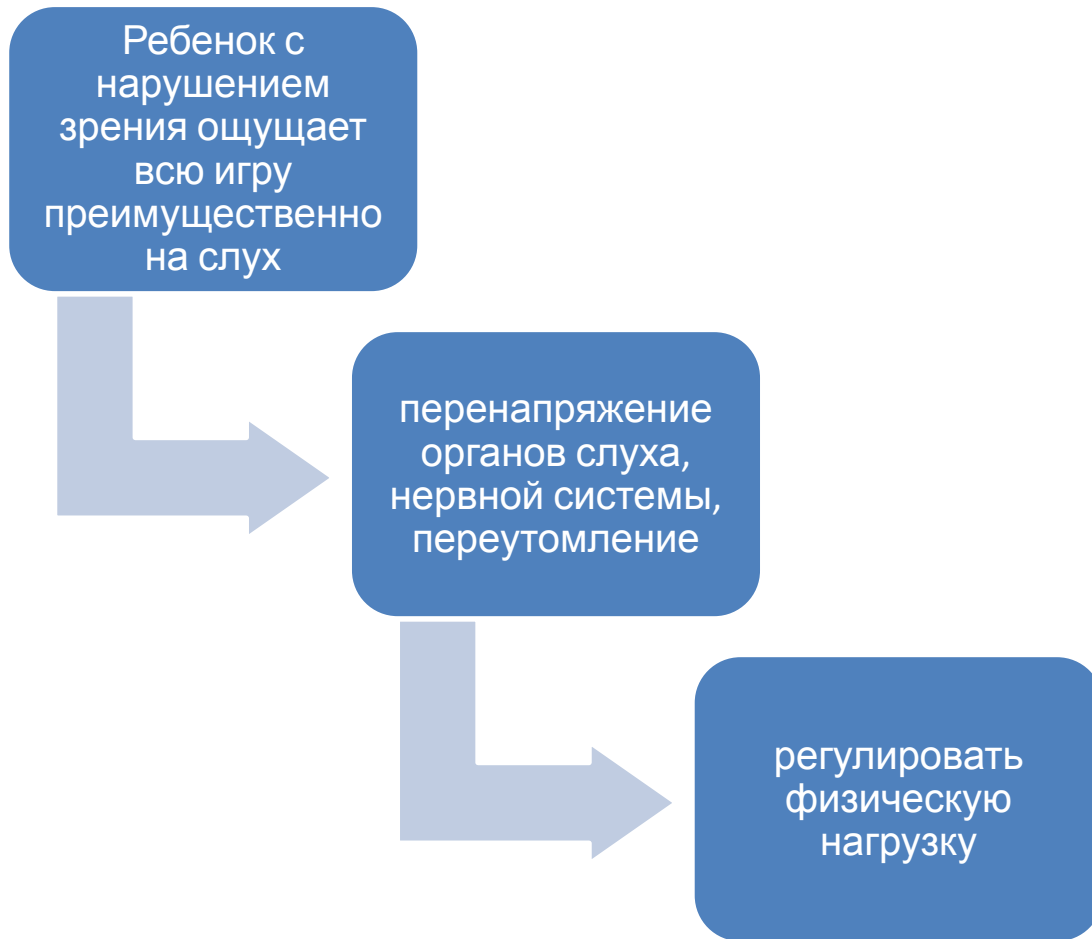 Ребенок с
нарушением
зрения ощущает
всю игру
преимущественно
на слух
перенапряжение
органов слуха,
нервной системы,
переутомление
регулировать
физическую
нагрузку